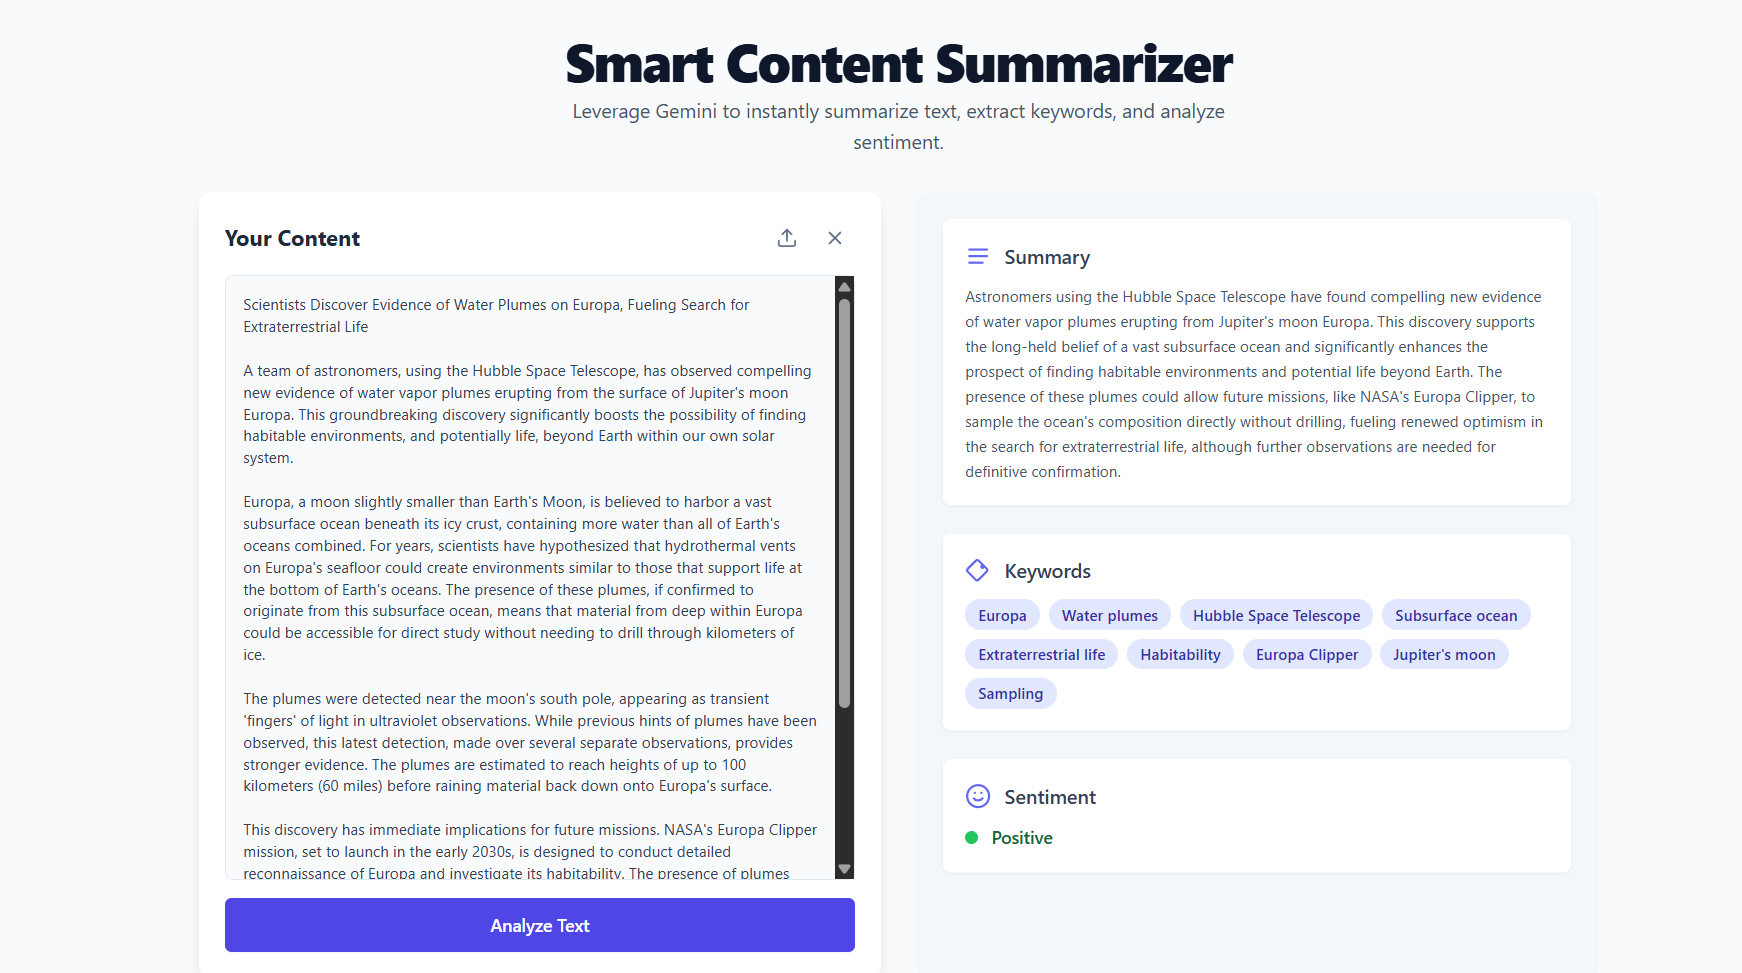 Smart Content Summarizer
Leverage Gemini to instantly summarize text, extract keywords, and analyze
sentiment.
Your Content
Scientists Discover Evidence of Water Plumes on Europa, Fueling Search for
Extraterrestrial Life
A team of astronomers, using the Hubble Space Telescope, has observed compelling
new evidence of water vapor plumes erupting from the surface of Jupiter's moon
Europa. This groundbreaking discovery significantly boosts the possibility of finding
habitable environments, and potentially life, beyond Earth within our own solar
system.
Europa, a moon slightly smaller than Earth's Moon, is believed to harbor a vast
subsurface ocean beneath its icy crust, containing more water than all of Earth's
oceans combined. For years, scientists have hypothesized that hydrothermal vents
on Europa's seafloor could create environments similar to those that support life at
the bottom of Earth's oceans. The presence of these plumes, if confirmed to
originate from this subsurface ocean, means that material from deep within Europa
could be accessible for direct study without needing to drill through kilometers of
ice.
The plumes were detected near the moon's south pole, appearing as transient
'fingers' of light in ultraviolet observations. While previous hints of plumes have been
observed, this latest detection, made over several separate observations, provides
stronger evidence. The plumes are estimated to reach heights of up to 100
kilometers (60 miles) before raining material back down onto Europa's surface.
This discovery has immediate implications for future missions. NASA's Europa Clipper
mission, set to launch in the early 2030s, is designed to conduct detailed
reconnaissance of Europa and investigate its habitability. The presence of plumes
Analyze Text
Summary
Astronomers using the Hubble Space Telescope have found compelling new evidence
of water vapor plumes erupting from Jupiter's moon Europa. This discovery supports
the long-held belief of a vast subsurface ocean and significantly enhances the
prospect of finding habitable environments and potential life beyond Earth. The
presence of these plumes could allow future missions, like NASA's Europa Clipper, to
sample the ocean's composition directly without drilling, fueling renewed optimism in
the search for extraterrestrial life, although further observations are needed for
definitive confirmation.
Keywords
Europa Water plumes Hubble Space Telescope Subsurface ocean
Extraterrestrial life Habitability Europa Clipper Jupiter's moon
Sampling
Sentiment
Positive